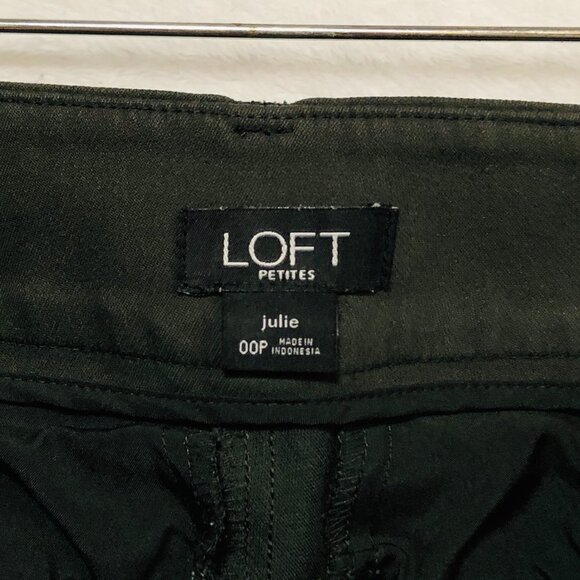 LOFT
PETITES
julie
00P MADE IN
INDONESIA